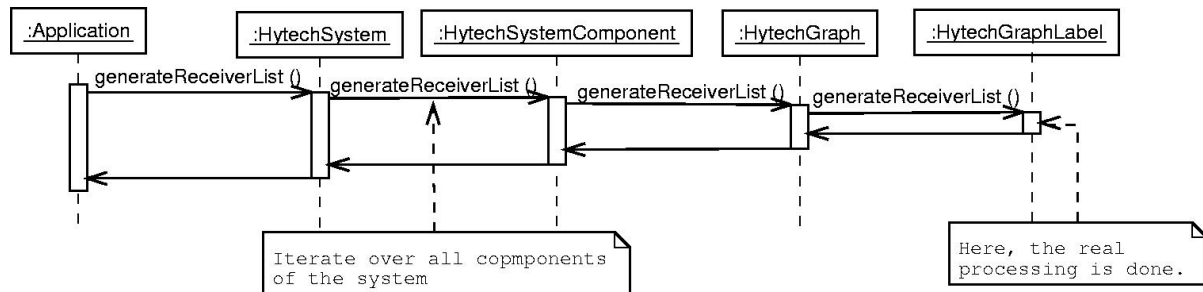 :Application
:HytechSystem
:HytechSystemComponent
:HytechGraph
:HytechGraphLabel
generateReceiverList ()
generateReceiverList ()
generateReceiverList ()
generateReceiverList ()
Iterate over all copmponents
of the system
Here, the real
processing is done.